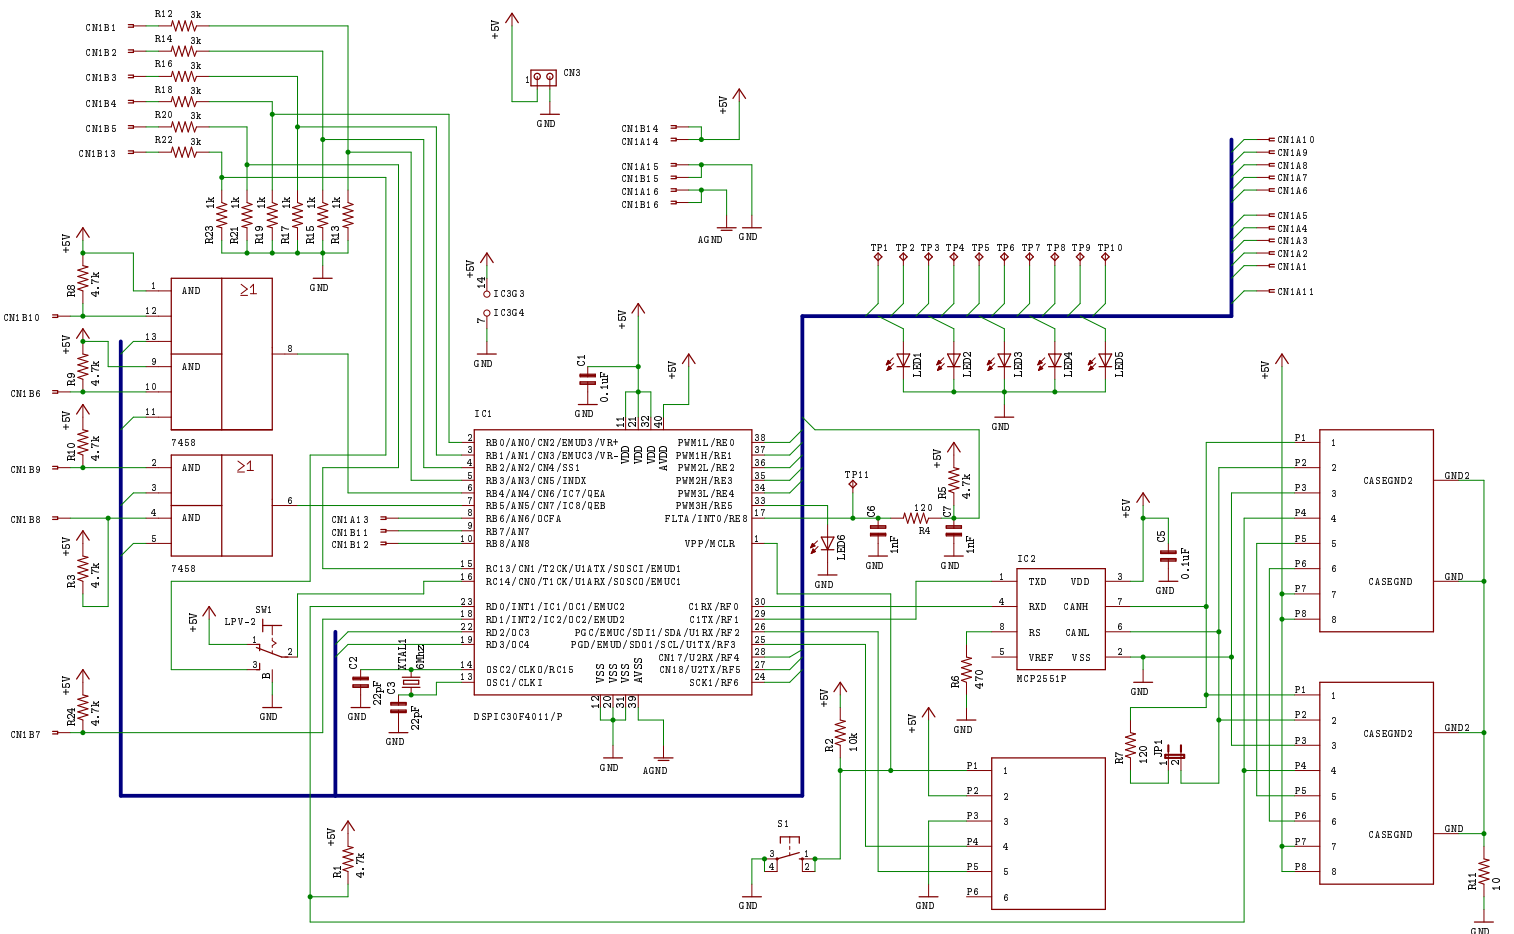 CN1B1
R12
3k
CN1B2
R14
3k
CN1B3
R16
3k
CN1B4
R18
3k
CN1B5
R20
3k
CN1B13
R22
3k
R23
1k
R21
1k
R19
1k
R17
1k
R15
1k
R13
1k
GND
+5V
1
CN3
GND
CN1B14
CN1A14
+5V
CN1A15
CN1B15
CN1A16
CN1B16
AGND
GND
CN1A10
CN1A9
CN1A8
CN1A7
CN1A6
CN1A5
CN1A4
CN1A3
CN1A2
CN1A1
CN1A11
TP1
TP2
TP3
TP4
TP5
TP6
TP7
TP8
TP9
TP10
LED1
LED2
LED3
LED4
LED5
GND
+5V
R8
4.7k
CN1B10
+5V
R9
4.7k
CN1B6
+5V
R10
4.7k
CN1B9
CN1B8
+5V
R3
4.7k
1
12
13
9
10
11
AND
AND
≥1
8
7458
2
3
4
5
AND
AND
≥1
6
7458
+5V
14
IC3G3
IC3G4
7
GND
+5V
C1
0.1uF
GND
+5V
IC1
11
21
32
40
VDD
VDD
VDD
AVDD
2 RB0/AN0/CN2/EMUD3/VR+
3 RB1/AN1/CN3/EMUC3/VR-
4 RB2/AN2/CN4/SS1
5 RB3/AN3/CN5/INDX
6 RB4/AN4/CN6/IC7/QEA
7 RB5/AN5/CN7/IC8/QEB
8 RB6/AN6/OCFA
9 RB7/AN7
10 RB8/AN8
15 RC13/CN1/T2CK/U1ATX/SOSCI/EMUD1
16 RC14/CN0/T1CK/U1ARX/SOSCO/EMUC1
23 RD0/INT1/IC1/OC1/EMUC2
18 RD1/INT2/IC2/OC2/EMUD2
22 RD2/OC3
19 RD3/OC4
14 OSC2/CLKO/RC15
13 OSC1/CLKI
PWM1L/RE0 38
PWM1H/RE1 37
PWM2L/RE2 36
PWM2H/RE3 35
PWM3L/RE4 34
PWM3H/RE5 33
FLTA/INT0/RE8 17
VPP/MCLR 1
C1RX/RF0 30
C1TX/RF1 29
PGC/EMUC/SDI1/SDA/U1RX/RF2 26
PGD/EMUD/SDO1/SCL/U1TX/RF3 25
CN17/U2RX/RF4 28
CN18/U2TX/RF5 27
SCK1/RF6 24
VSS
VSS
VSS
AVSS
12
20
31
39
DSPIC30F4011/P
GND
AGND
CN1A13
CN1B11
CN1B12
+5V
LPV-2
SW1
1
2
3
B
GND
+5V
R24
4.7k
CN1B7
C2
22pF
GND
C3
22pF
GND
XTAL1
6Mhz
+5V
R1
4.7k
TP11
C6
1nF
GND
120
R4
C7
1nF
GND
+5V
R5
4.7k
LED6
GND
IC2
1 TXD
4 RXD
8 RS
5 VREF
VDD 3
CANH 7
CANL 6
VSS 2
MCP2551P
+5V
C5
0.1uF
GND
GND
R6
470
GND
+5V
R2
10k
+5V
S1
3
4
1
2
GND
GND
P1 1
P2 2
P3 3
P4 4
P5 5
P6 6
R7
120
JP1
1
2
+5V
P1 1
P2 2
P3 3
P4 4
P5 5
P6 6
P7 7
P8 8
CASEGND2
GND2
CASEGND
GND
P1 1
P2 2
P3 3
P4 4
P5 5
P6 6
P7 7
P8 8
CASEGND2
GND2
CASEGND
GND
R11
10
GND